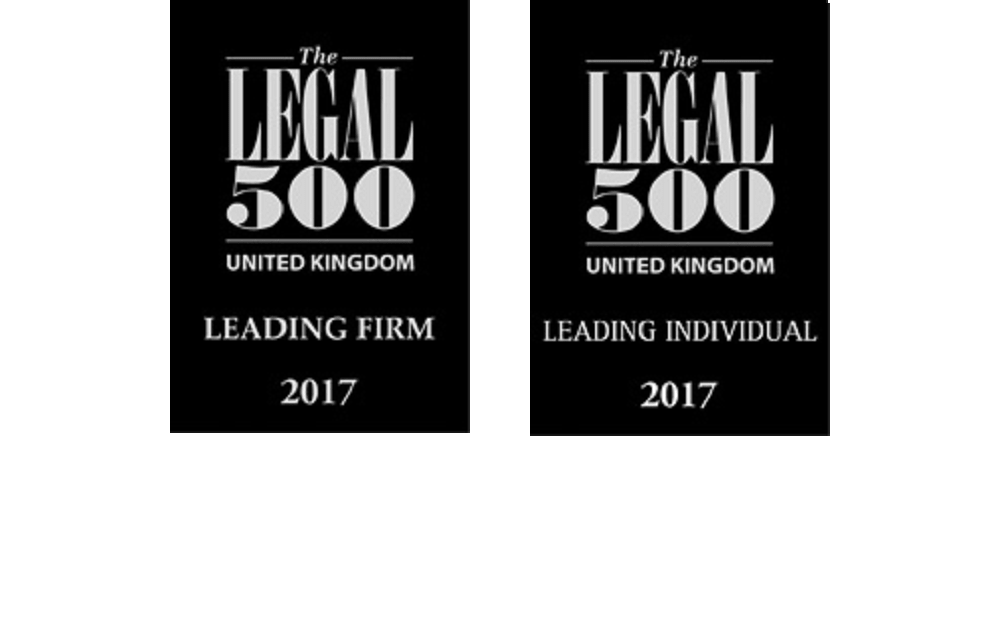 The
LEGAL
500
UNITED KINGDOM
LEADING FIRM
2017
The
LEGAL
500
UNITED KINGDOM
LEADING INDIVIDUAL
2017